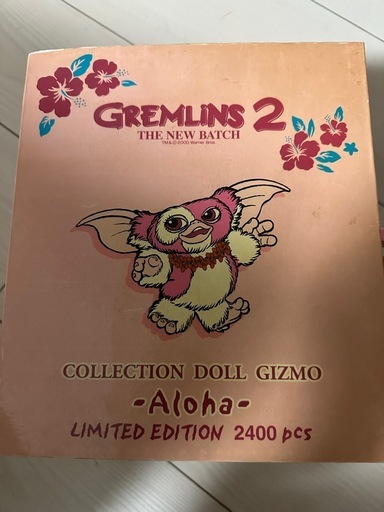 GREMLINS 2
THE NEW BATCH
TM & © 2000 Warner Bros.
COLLECTION DOLL GIZMO
-Aloha-
LIMITED EDITION 2400 pcs